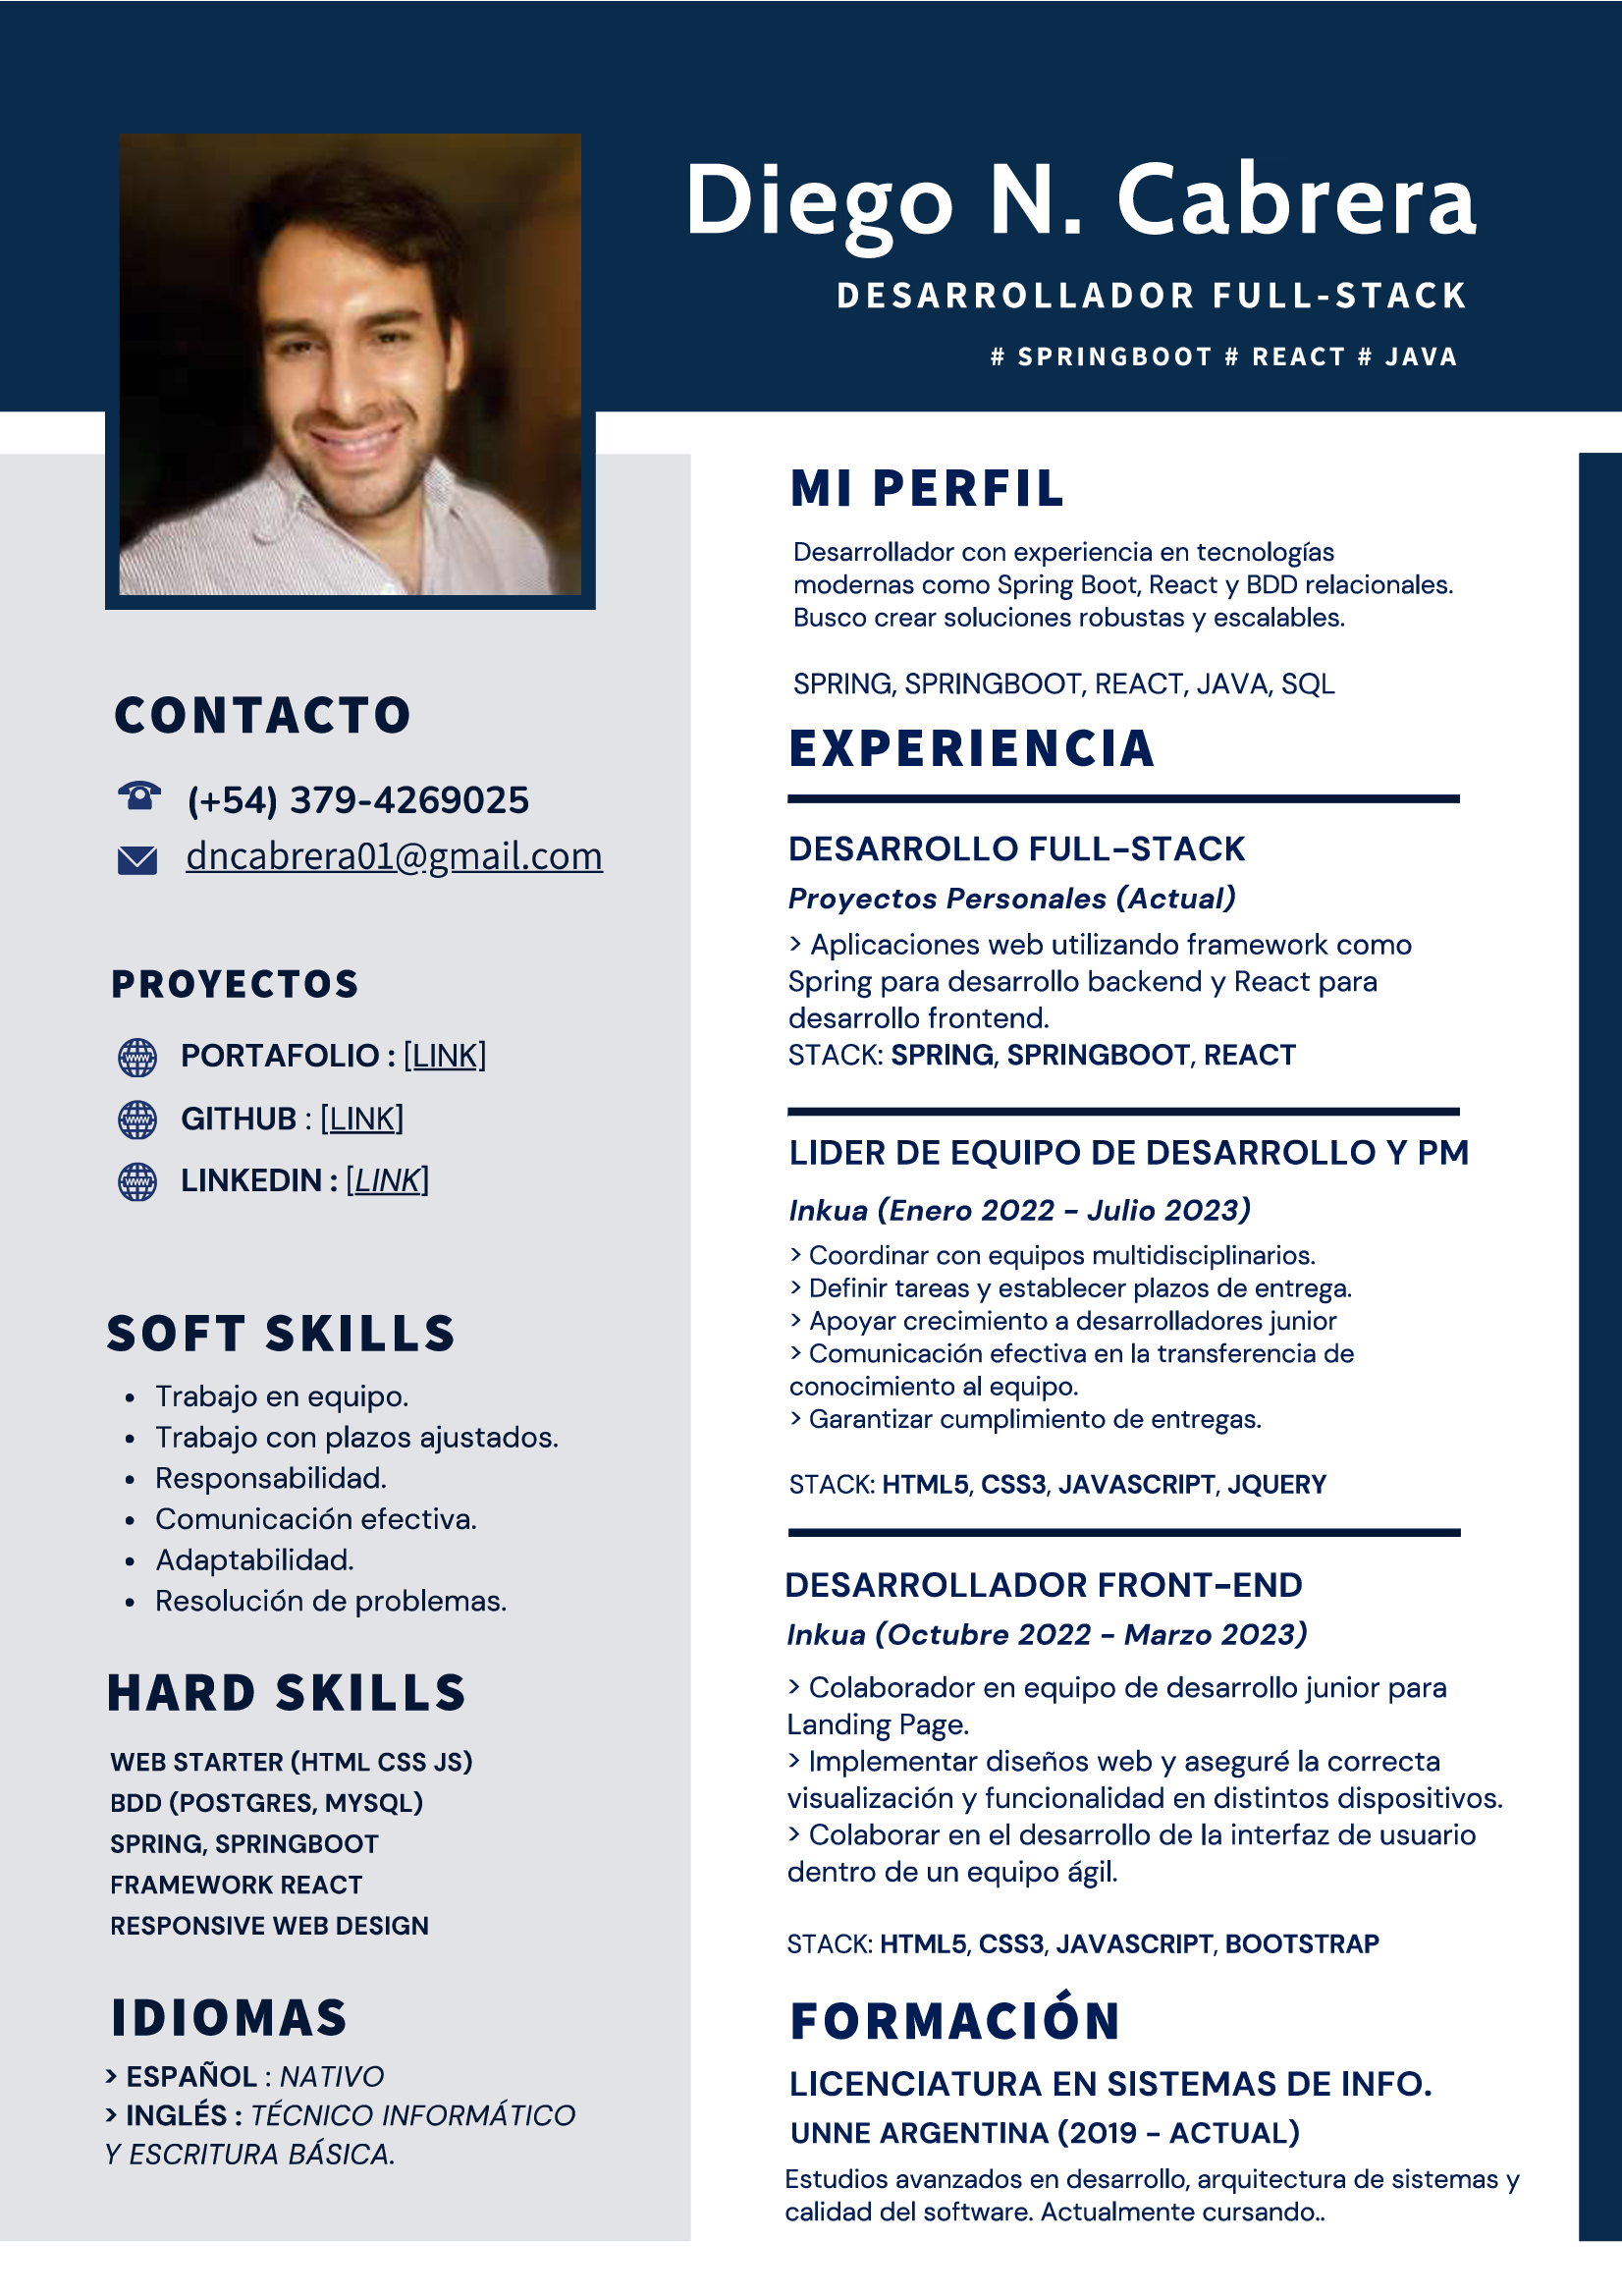 Diego N. Cabrera
DESARROLLADOR FULL-STACK
# SPRINGBOOT # REACT # JAVA
CONTACTO
(+54) 379-4269025
dncabrera01@gmail.com
PROYECTOS
PORTAFOLIO : [LINK]
GITHUB : [LINK]
LINKEDIN : [LINK]
SOFT SKILLS
• Trabajo en equipo.
• Trabajo con plazos ajustados.
• Responsabilidad.
• Comunicación efectiva.
• Adaptabilidad.
• Resolución de problemas.
HARD SKILLS
WEB STARTER (HTML CSS JS)
BDD (POSTGRES, MYSQL)
SPRING, SPRINGBOOT
FRAMEWORK REACT
RESPONSIVE WEB DESIGN
IDIOMAS
> ESPAÑOL : NATIVO
> INGLÉS : TÉCNICO INFORMÁTICO
Y ESCRITURA BÁSICA.
MI PERFIL
Desarrollador con experiencia en tecnologías
modernas como Spring Boot, React y BDD relacionales.
Busco crear soluciones robustas y escalables.
SPRING, SPRINGBOOT, REACT, JAVA, SQL
EXPERIENCIA
DESARROLLO FULL-STACK
Proyectos Personales (Actual)
> Aplicaciones web utilizando framework como
Spring para desarrollo backend y React para
desarrollo frontend.
STACK: SPRING, SPRINGBOOT, REACT
LIDER DE EQUIPO DE DESARROLLO Y PM
Inkua (Enero 2022 - Julio 2023)
> Coordinar con equipos multidisciplinarios.
> Definir tareas y establecer plazos de entrega.
> Apoyar crecimiento a desarrolladores junior
> Comunicación efectiva en la transferencia de
conocimiento al equipo.
> Garantizar cumplimiento de entregas.
STACK: HTML5, CSS3, JAVASCRIPT, JQUERY
DESARROLLADOR FRONT-END
Inkua (Octubre 2022 - Marzo 2023)
> Colaborador en equipo de desarrollo junior para
Landing Page.
> Implementar diseños web y aseguré la correcta
visualización y funcionalidad en distintos dispositivos.
> Colaborar en el desarrollo de la interfaz de usuario
dentro de un equipo ágil.
STACK: HTML5, CSS3, JAVASCRIPT, BOOTSTRAP
FORMACIÓN
LICENCIATURA EN SISTEMAS DE INFO.
UNNE ARGENTINA (2019 - ACTUAL)
Estudios avanzados en desarrollo, arquitectura de sistemas y
calidad del software. Actualmente cursando..